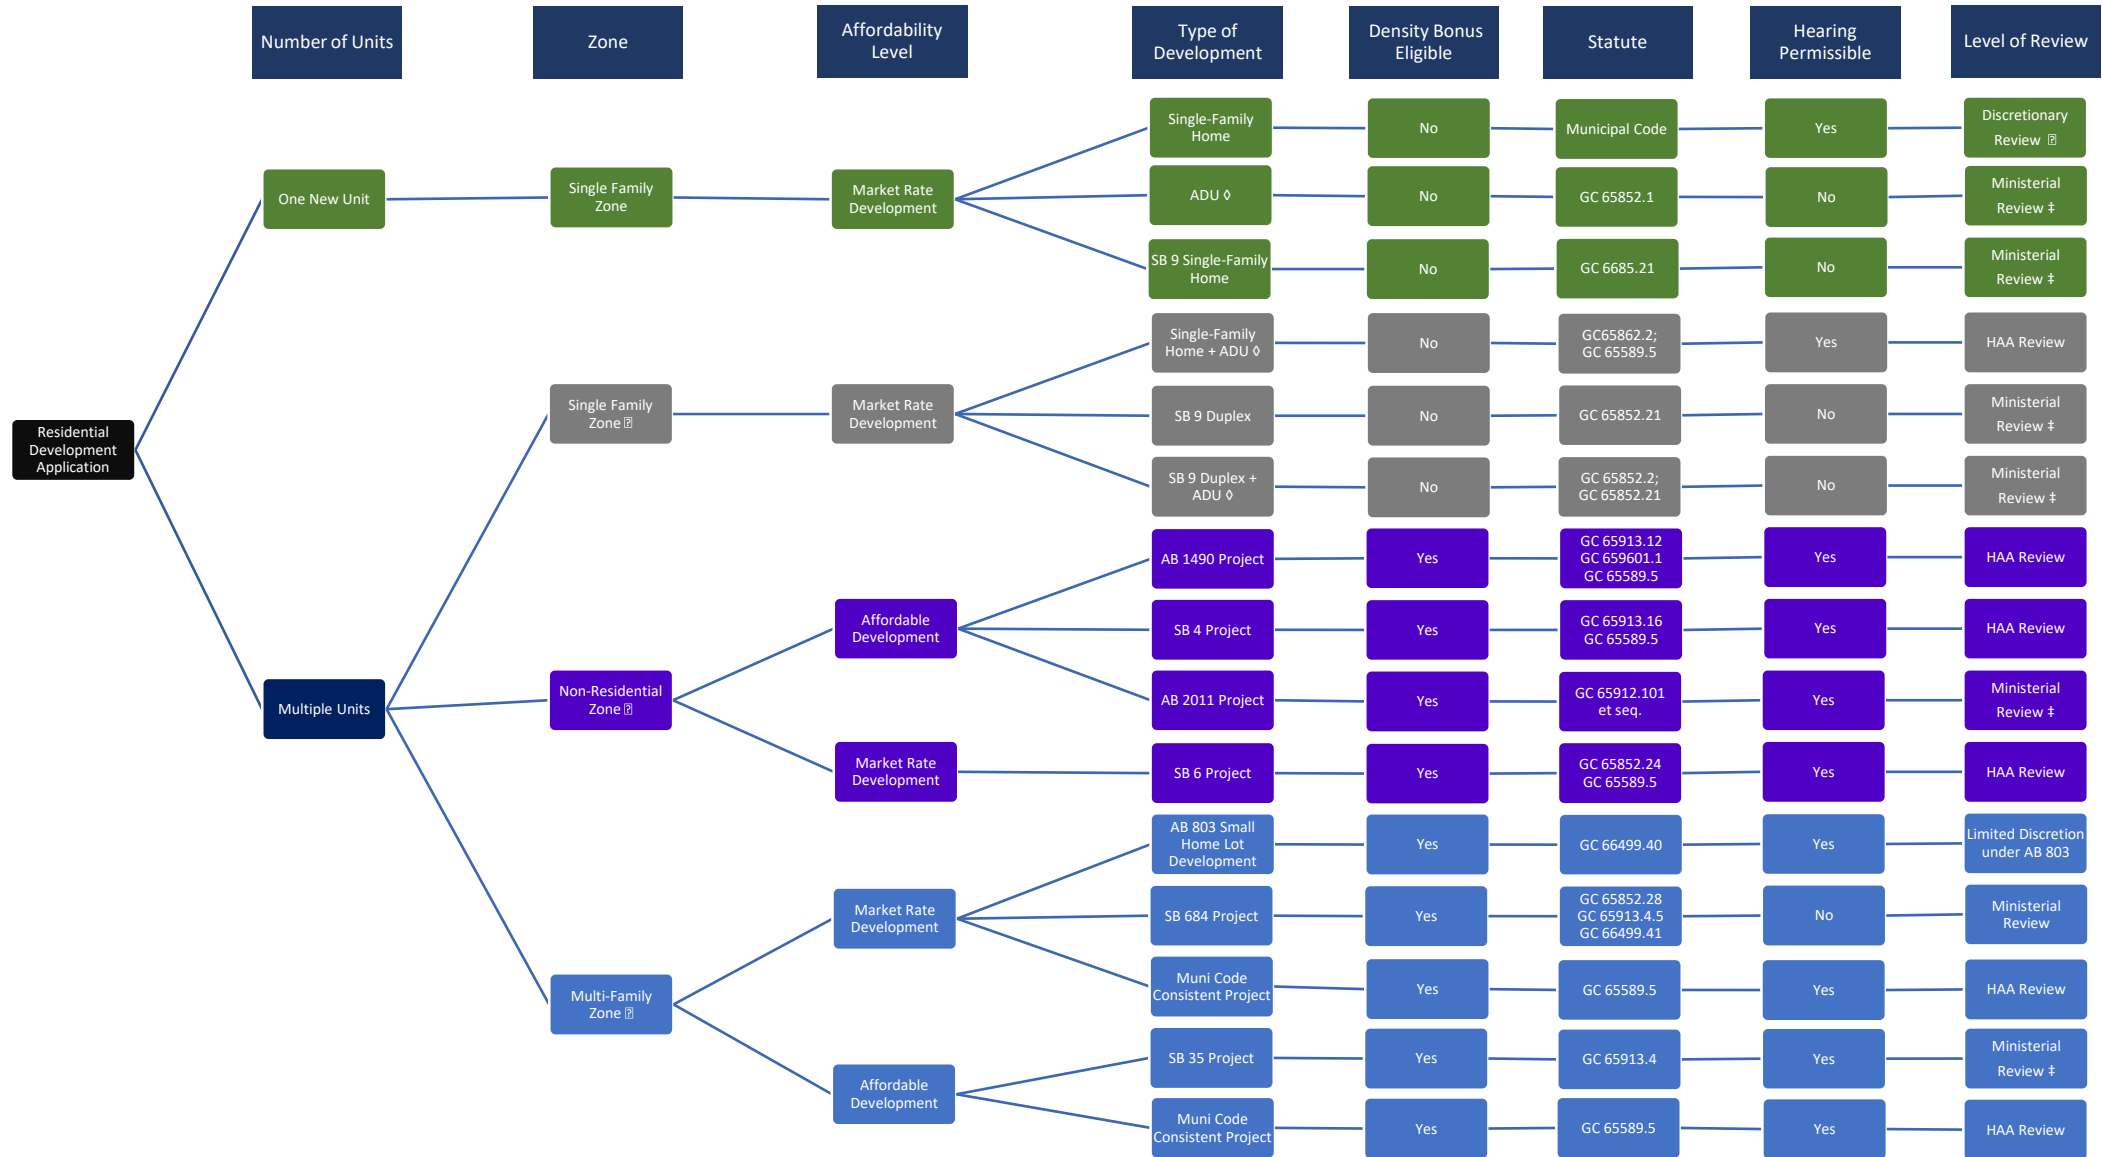 Number of Units
Zone
Affordability
Level
Type of
Development
Density Bonus
Eligible
Statute
Hearing
Permissible
Level of Review
Residential
Development
Application
One New Unit
Single Family
Zone
Market Rate
Development
Single-Family
Home
No
Municipal Code
Yes
Discretionary
Review ⍰
ADU ◊
No
GC 65852.1
No
Ministerial
Review ‡
SB 9 Single-Family
Home
No
GC 6685.21
No
Ministerial
Review ‡
Multiple Units
Single Family
Zone ⍰
Market Rate
Development
Single-Family
Home + ADU ◊
No
GC65862.2;
GC 65589.5
Yes
HAA Review
SB 9 Duplex
No
GC 65852.21
No
Ministerial
Review ‡
SB 9 Duplex +
ADU ◊
No
GC 65852.2;
GC 65852.21
No
Ministerial
Review ‡
Non-Residential
Zone ⍰
Affordable
Development
AB 1490 Project
Yes
GC 65913.12
GC 659601.1
GC 65589.5
Yes
HAA Review
SB 4 Project
Yes
GC 65913.16
GC 65589.5
Yes
HAA Review
AB 2011 Project
Yes
GC 65912.101
et seq.
Yes
Ministerial
Review ‡
Market Rate
Development
SB 6 Project
Yes
GC 65852.24
GC 65589.5
Yes
HAA Review
Multi-Family
Zone ⍰
Market Rate
Development
AB 803 Small
Home Lot
Development
Yes
GC 66499.40
Yes
Limited Discretion
under AB 803
SB 684 Project
Yes
GC 65852.28
GC 65913.4.5
GC 66499.41
No
Ministerial
Review
Muni Code
Consistent Project
Yes
GC 65589.5
Yes
HAA Review
Affordable
Development
SB 35 Project
Yes
GC 65913.4
Yes
Ministerial
Review ‡
Muni Code
Consistent Project
Yes
GC 65589.5
Yes
HAA Review